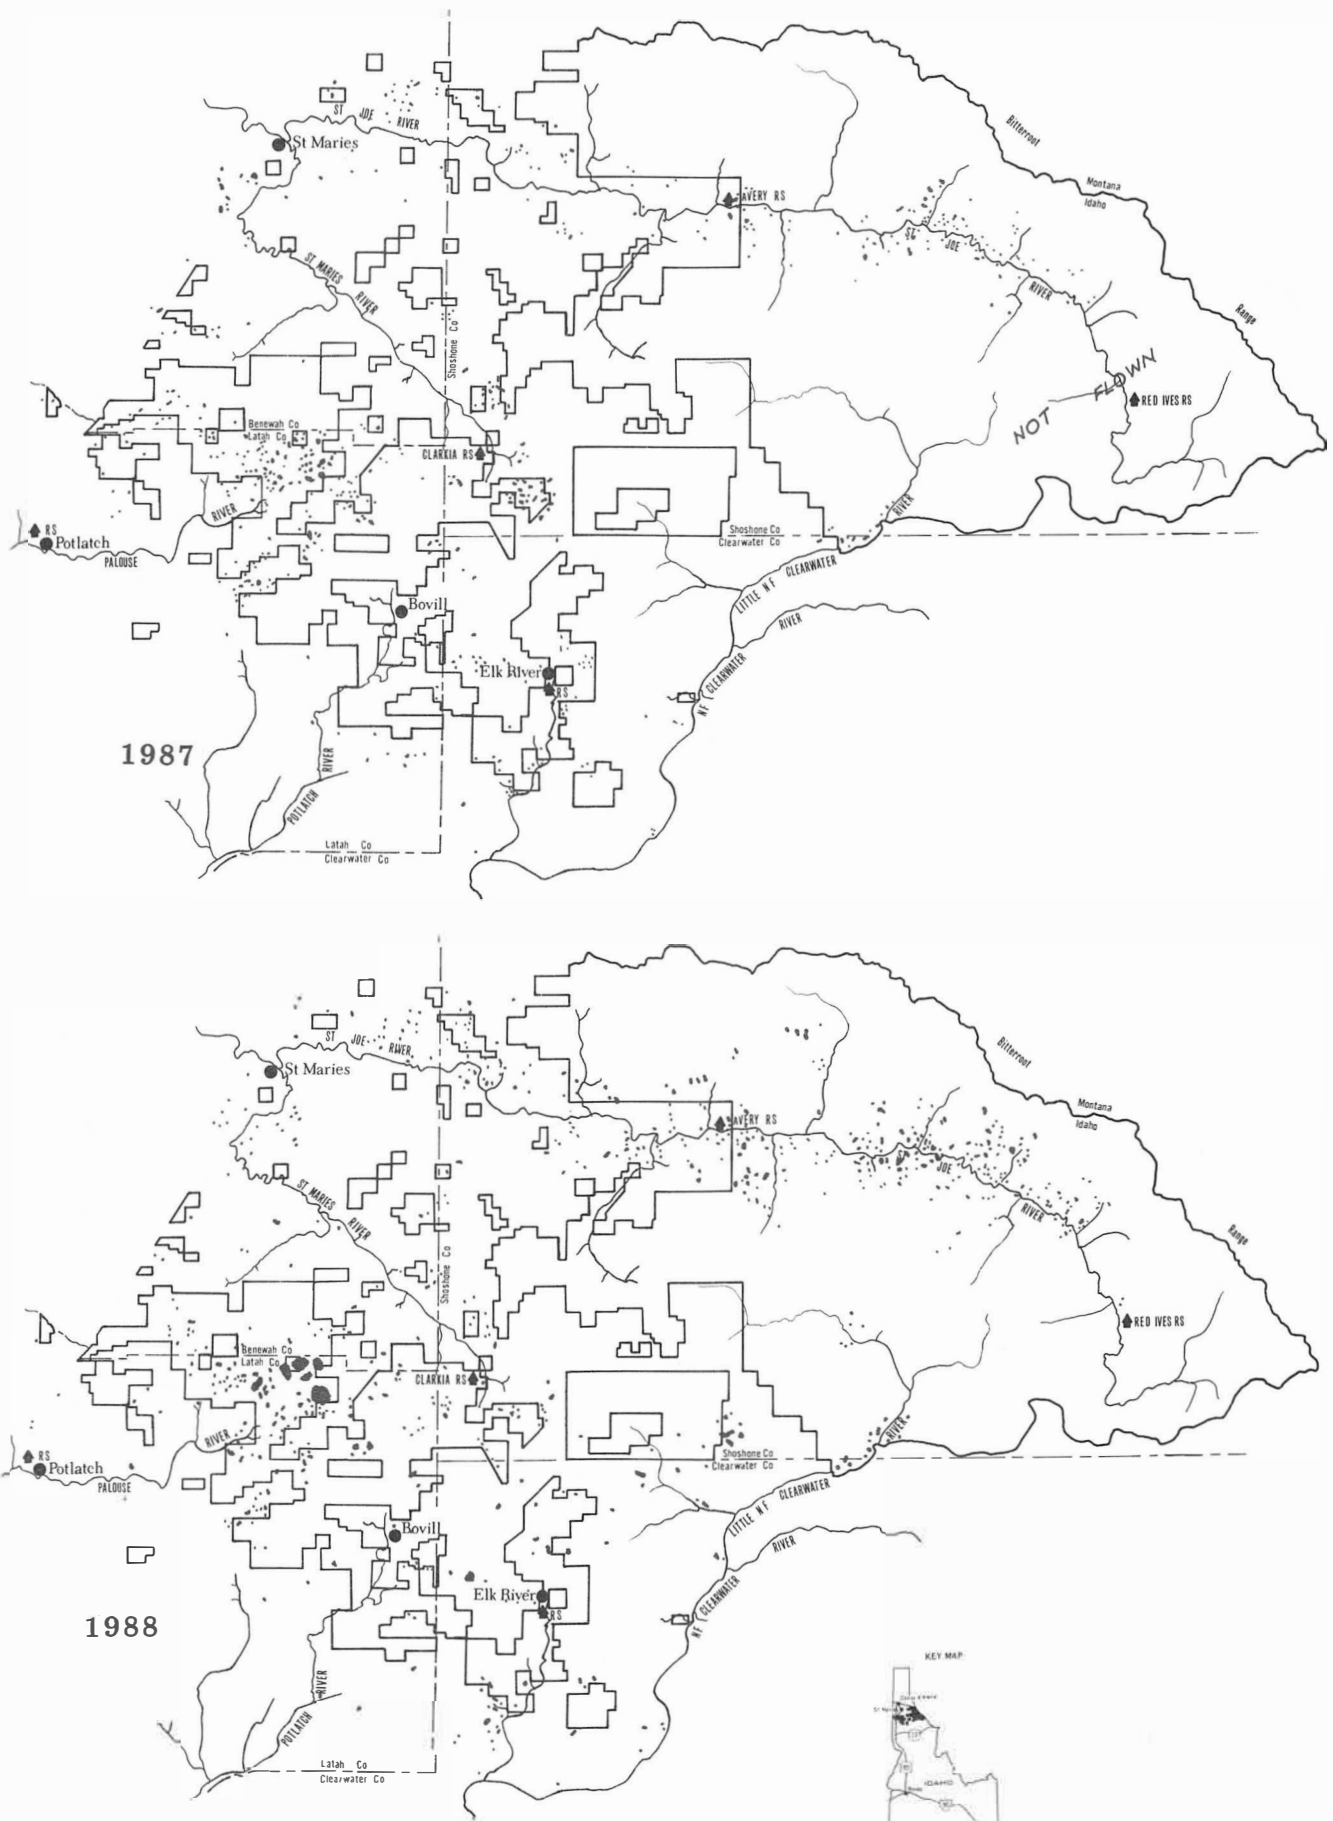 Bitterroot
ST JOE RIVER
St Maries
Montana
Idaho
AVERY RS
ST JOE
RIVER
ST MARIES
RIVER
Range
Shoshone Co
NOT FLOWN
RED IVES RS
Benewah Co
Latah Co
CLARKIA RS
RIVER
RIVER
RS
Potlatch
PALOUSE
Shoshone Co
Clearwater Co
LITTLE N F CLEARWATER
Bovill
RIVER
Elk River
RS
NF CLEARWATER
1987
RIVER
POTLATCH
Latah Co
Clearwater Co
ST JOE RIVER
Bitterroot
St Maries
Montana
Idaho
AVERY RS
JOE
ST MARIES
RIVER
RIVER
Range
Shoshone Co
RED IVES RS
Benewah Co
Latah Co
CLARKIA RS
RIVER
RIVER
RS
Potlatch
PALOUSE
Shoshone Co
Clearwater Co
LITTLE N F CLEARWATER
Bovill
RIVER
Elk River
RS
NF CLEARWATER
1988
KEY MAP
RIVER
POTLATCH
Latah Co
Clearwater Co
IDAHO